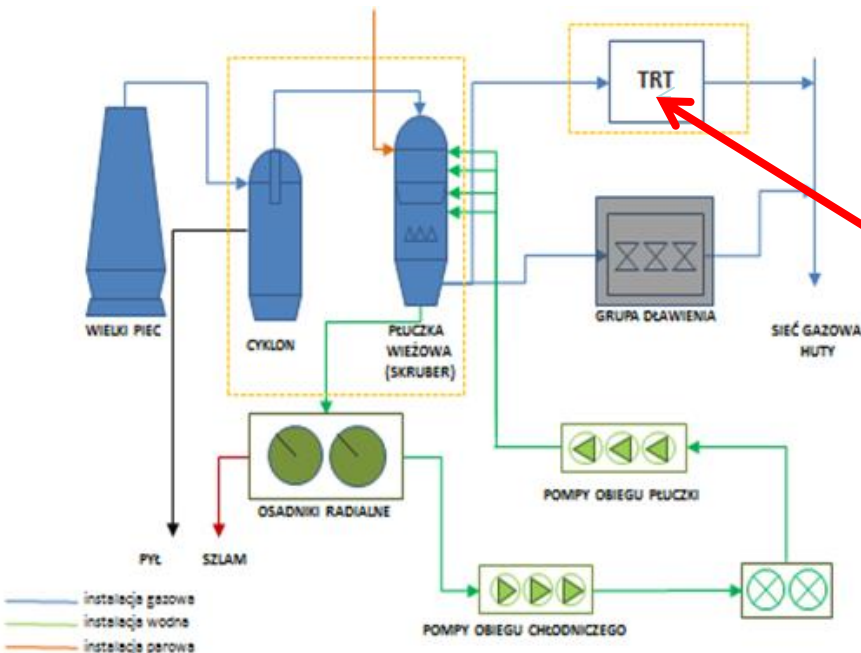 TRT
WIELKI PIEC
CYKLON
PŁUCZKA
WIEŻOWA
(SKRUBER)
GRUPA DŁAWIENIA
SIEĆ GAZOWA
HUTY
OSADNIKI RADIALNE
POMPY OBIEGU PŁUCZKI
PYŁ
SZLAM
POMPY OBIEGU CHŁODNICZEGO
instalacja gazowa
instalacja wodna
instalacja parowa